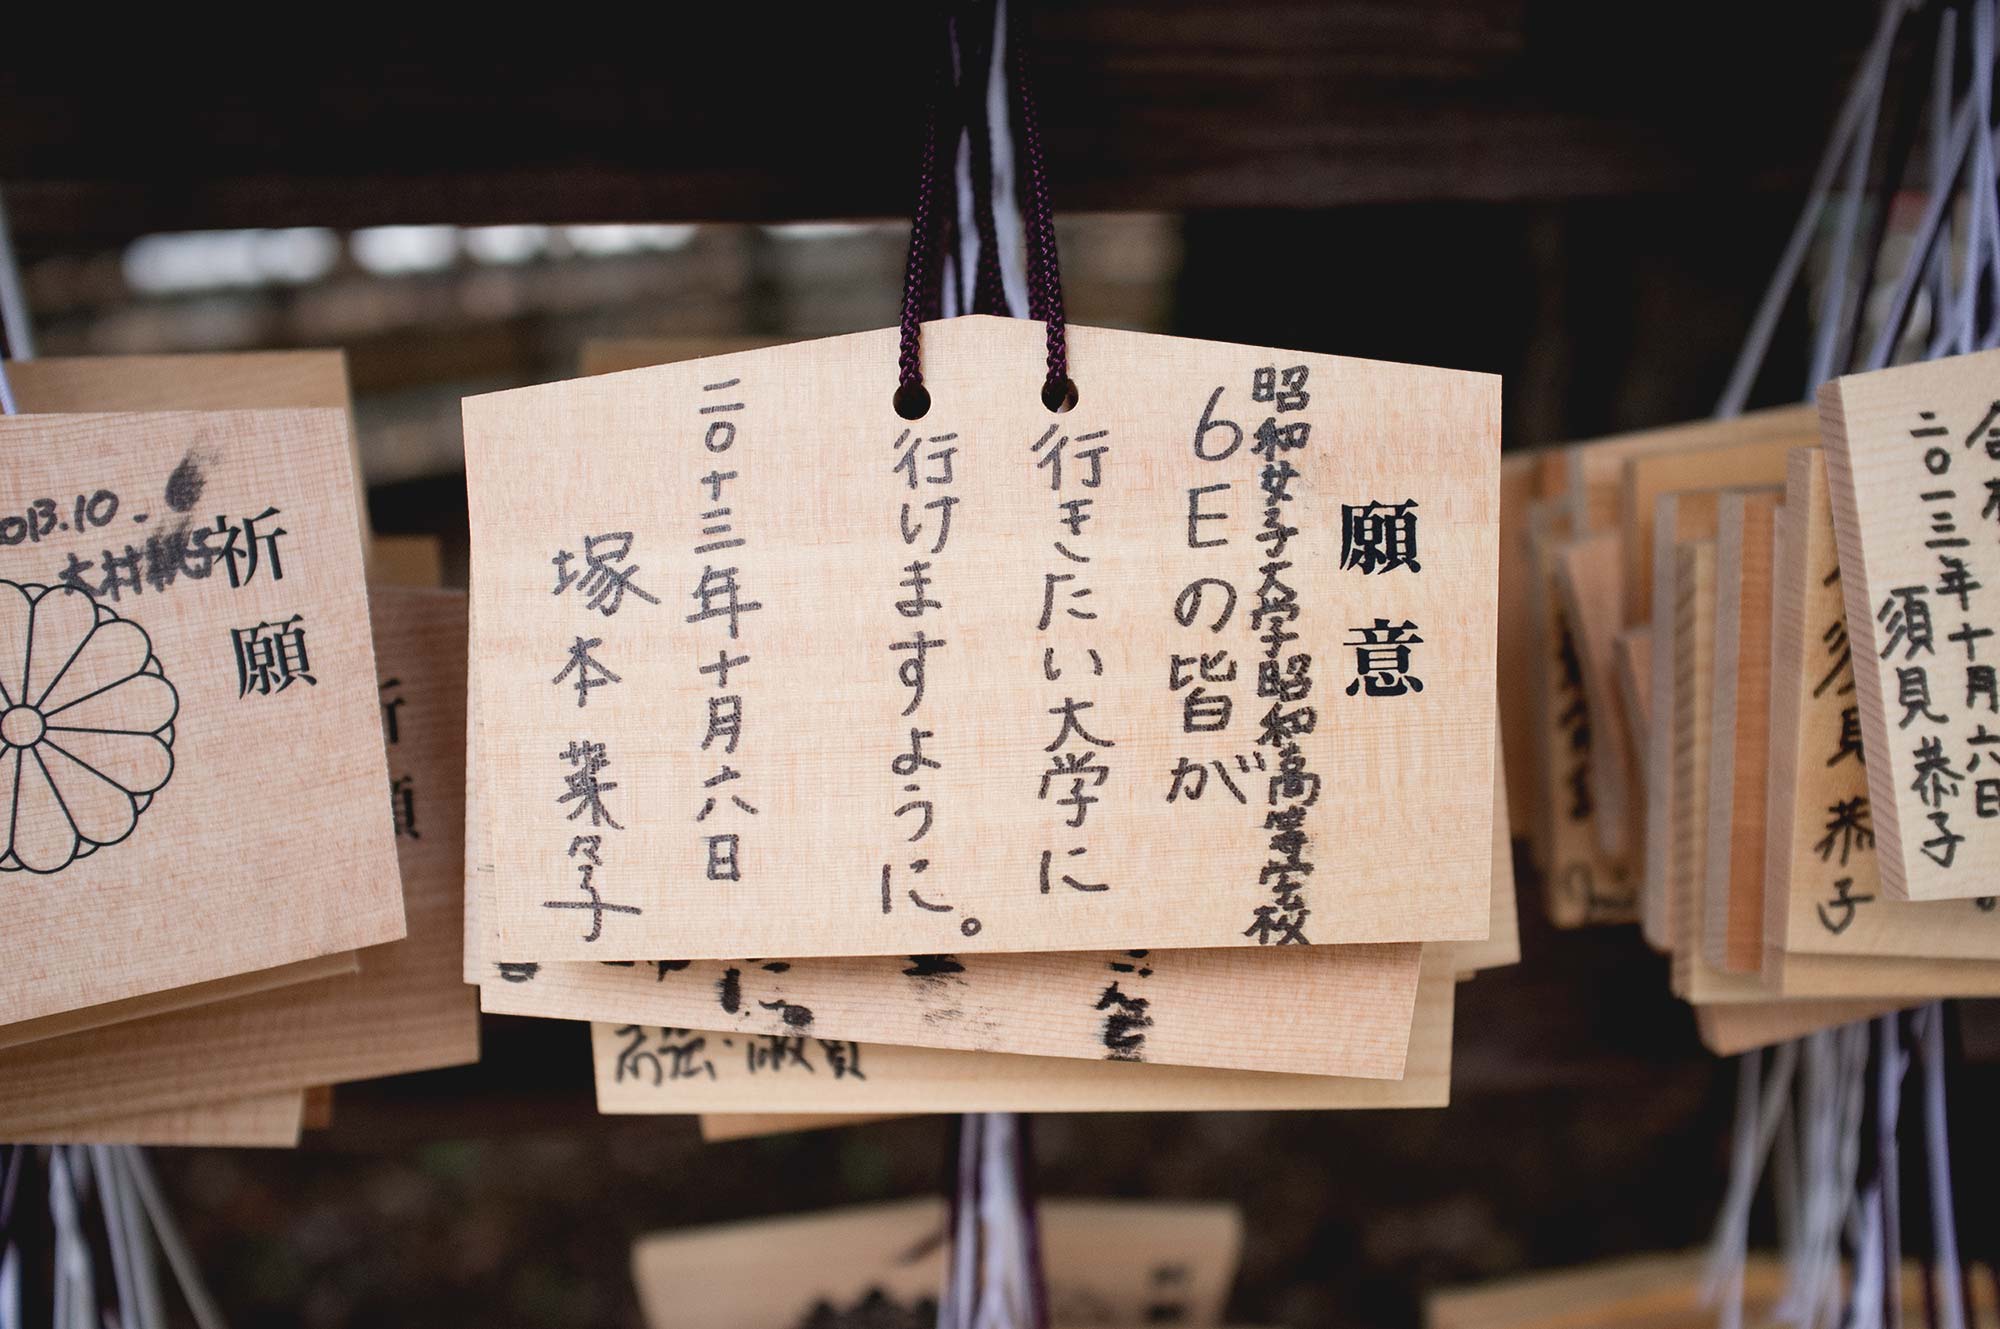 願意
昭和女子大学昭和高等学校
6Eの皆が
行きたい大学に
行けますように。
二〇十三年十月六日
塚本菜々子
祈願
013.10.6
木村
二〇一三年十月六日
須見恭子
見恭子